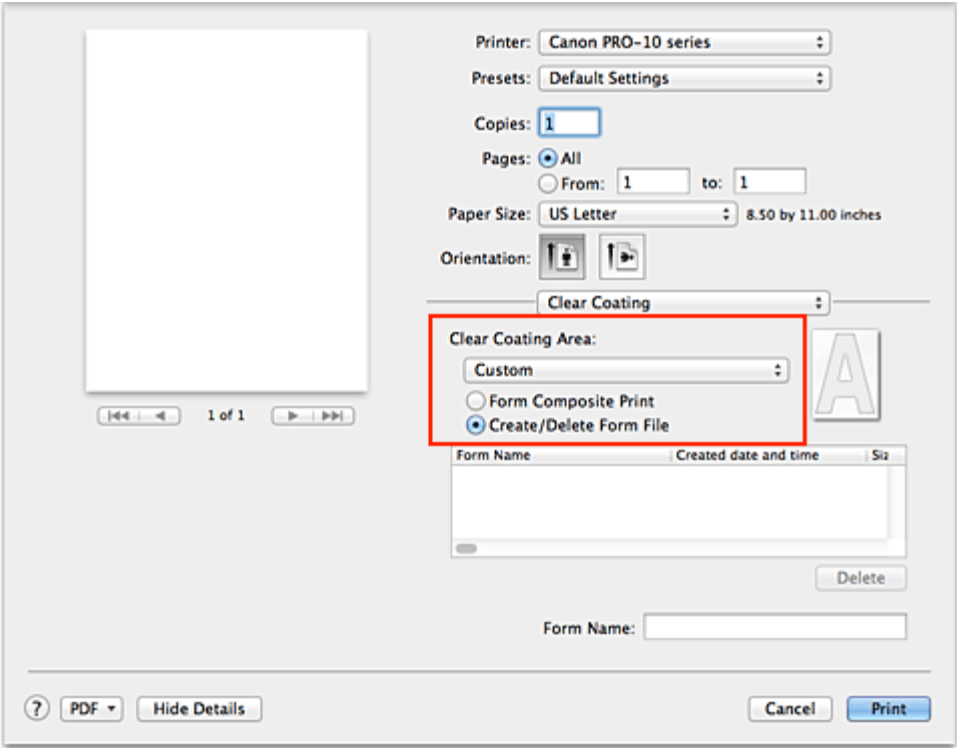 Printer: Canon PRO-10 series
Presets: Default Settings
Copies: 1
Pages: All
From: 1 to: 1
Paper Size: US Letter 8.50 by 11.00 inches
Orientation:
Clear Coating
Clear Coating Area:
Custom
Form Composite Print
Create/Delete Form File
A
1 of 1
Form Name Created date and time Siz
Delete
Form Name:
? PDF Hide Details Cancel Print